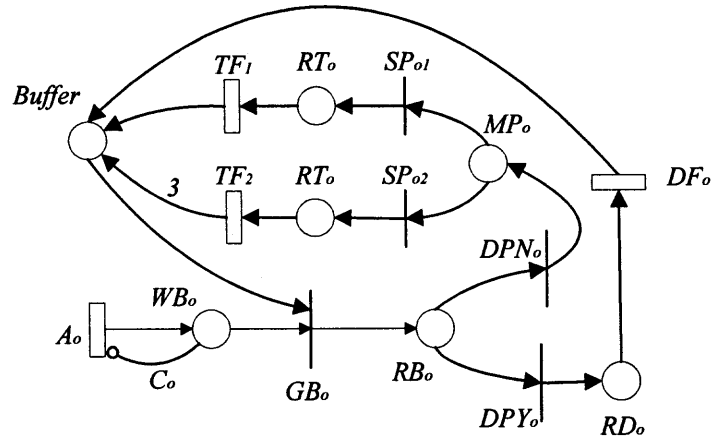 TF1 RTo SPo1
Buffer
MPo
3 TF2 RTo SPo2
DFo
DPNo
WBo
Ao
Co
GBo
RBo
DPYo
RDo